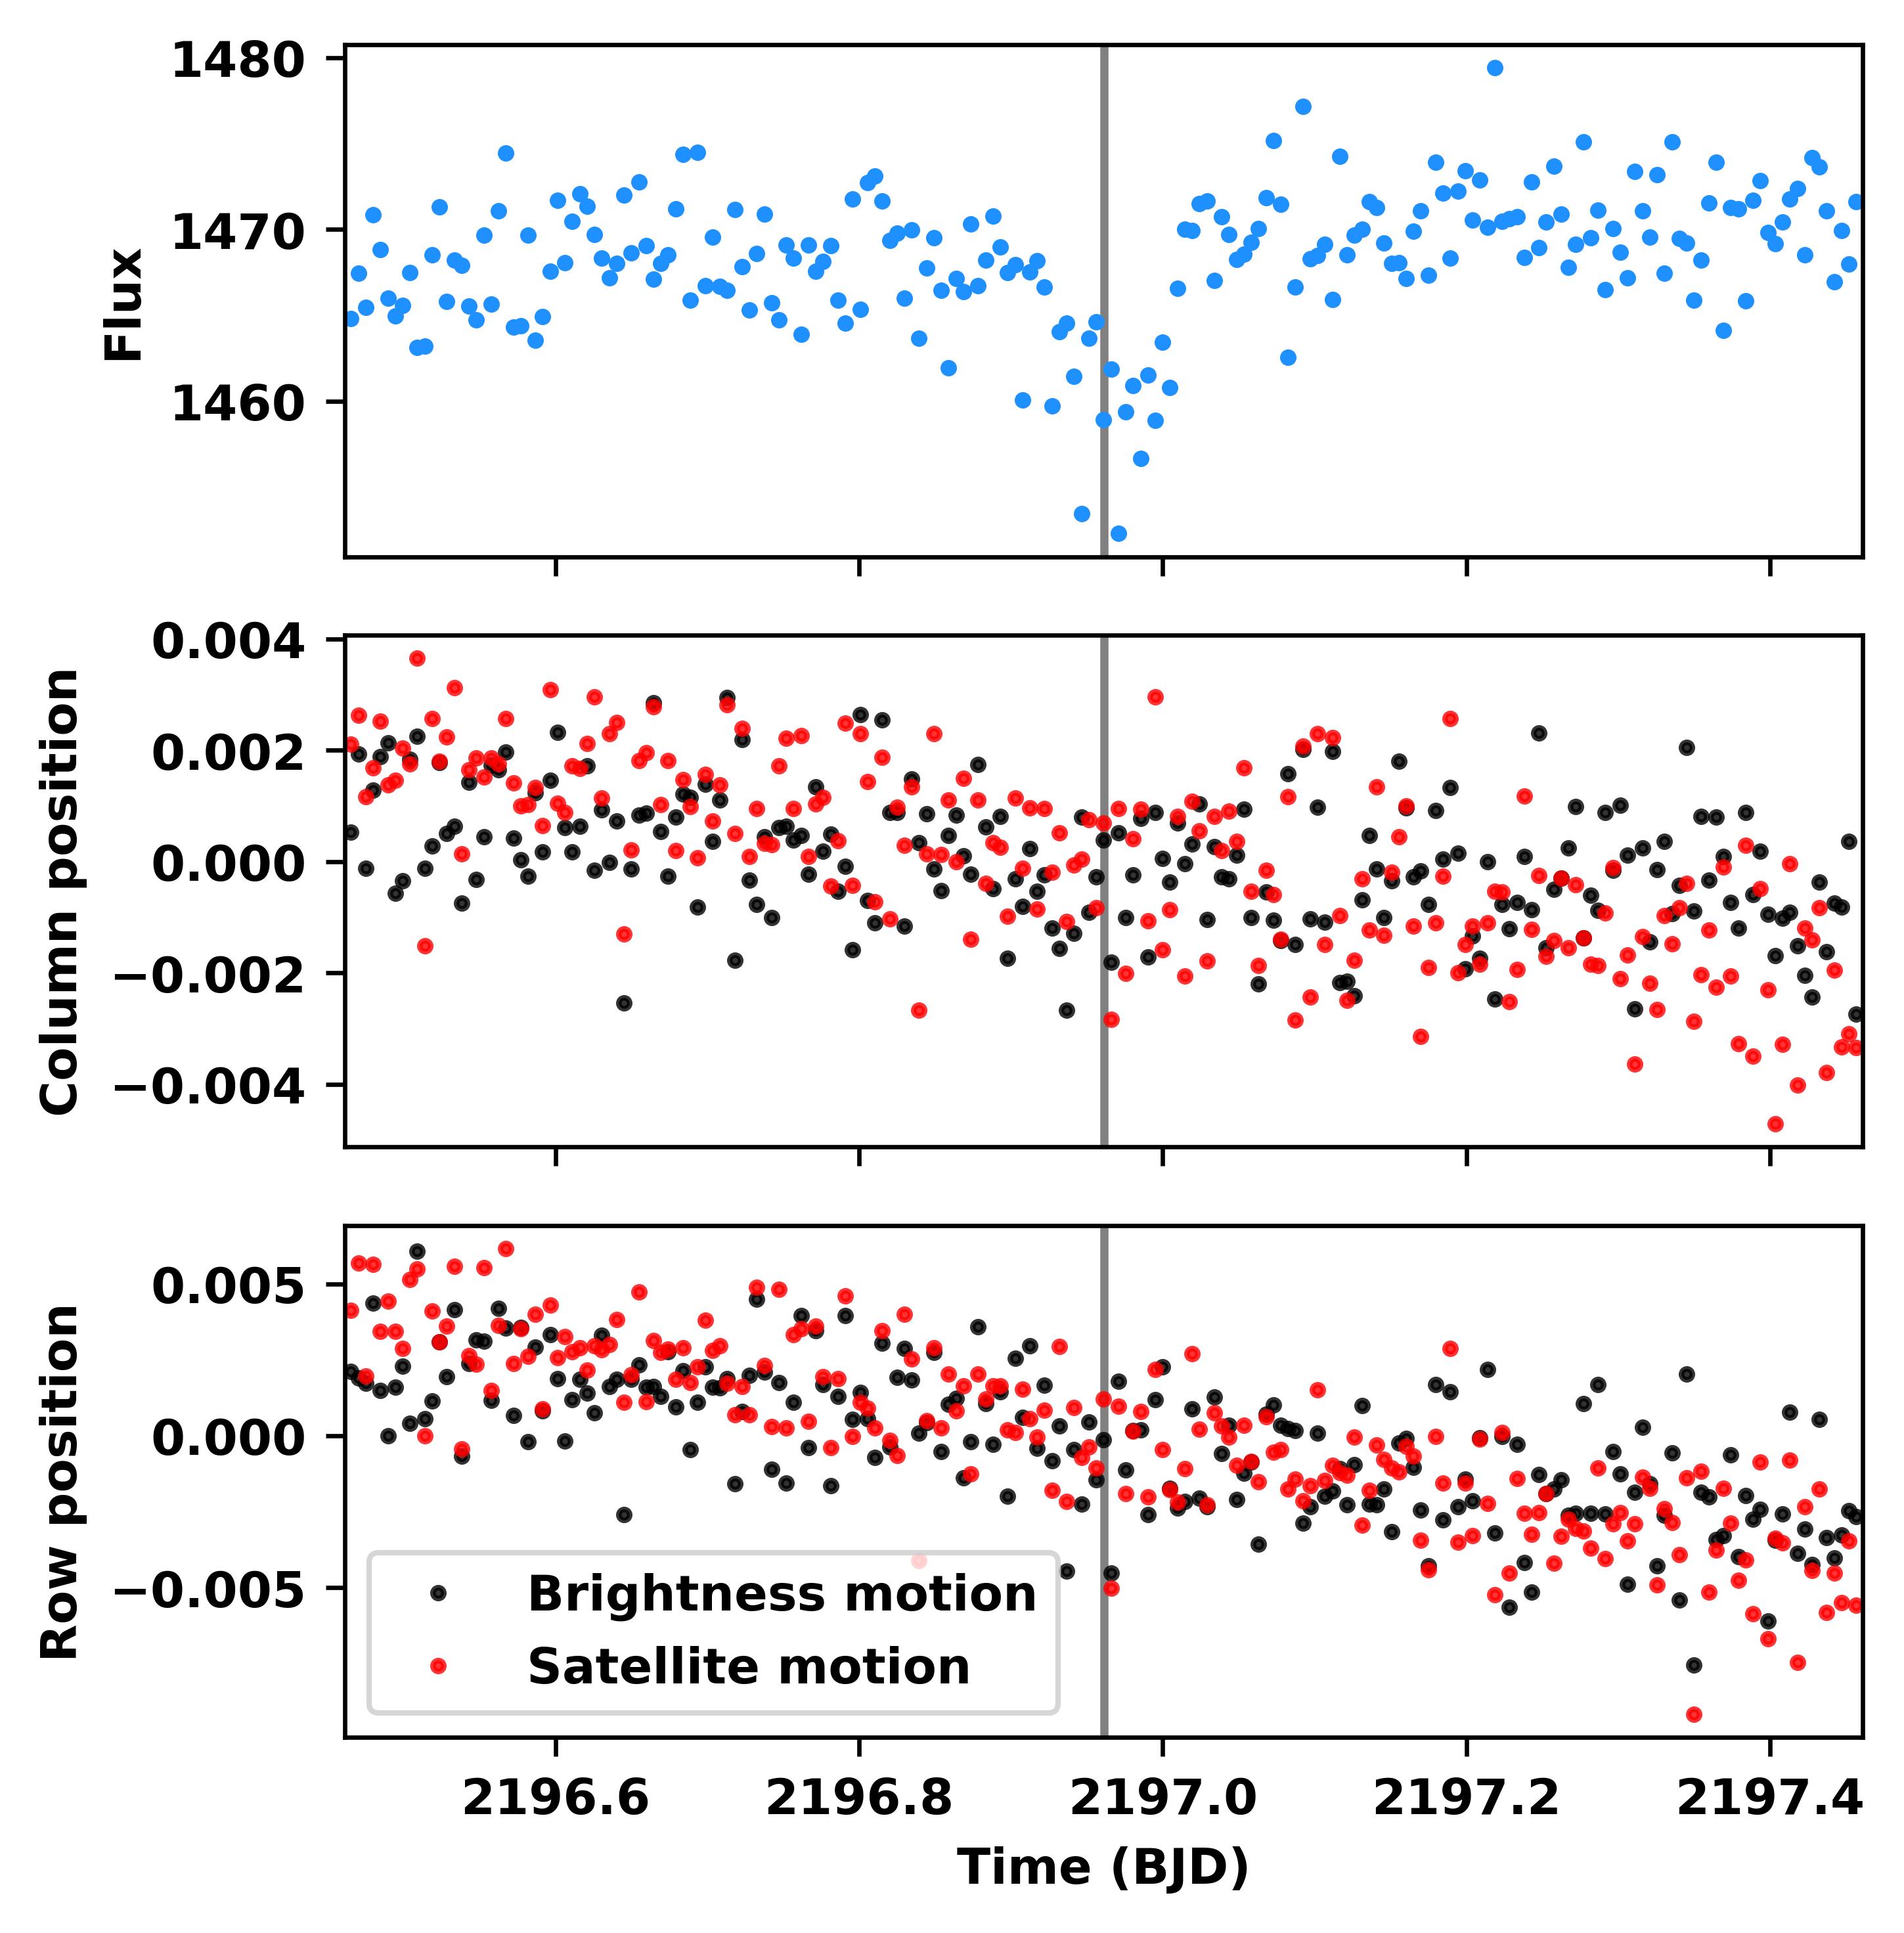 1480
1470
1460
Flux
0.004
0.002
0.000
−0.002
−0.004
Column position
0.005
0.000
−0.005
Row position
Brightness motion
Satellite motion
2196.6 2196.8 2197.0 2197.2 2197.4
Time (BJD)